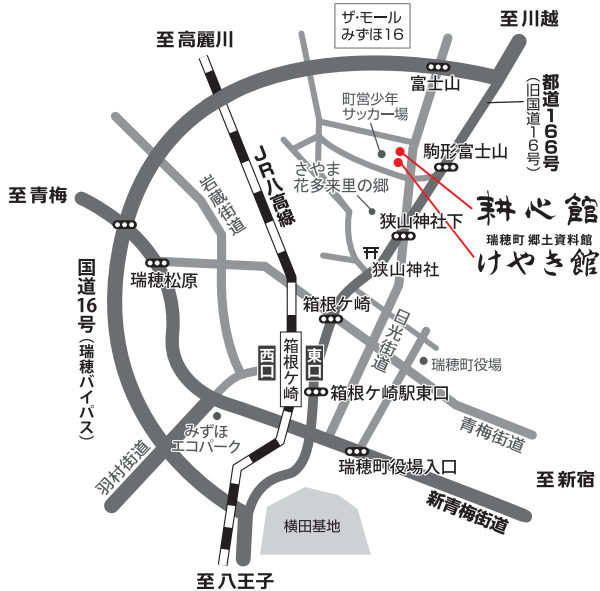 ザ・モール
みずほ16
至川越
至高麗川
富士山
都道166号
(旧国道16号)
町営少年
サッカー場
駒形富士山
JR八高線
さやま
花多来里の郷
岩蔵街道
至青梅
耕心館
狭山神社下
瑞穂町 郷土資料館
けやき館
狭山神社
瑞穂松原
国道16号(瑞穂バイパス)
箱根ケ崎
日光街道
西口
箱根ケ崎
東口
瑞穂町役場
箱根ケ崎駅東口
みずほ
エコパーク
青梅街道
羽村街道
瑞穂町役場入口
至新宿
新青梅街道
横田基地
至八王子